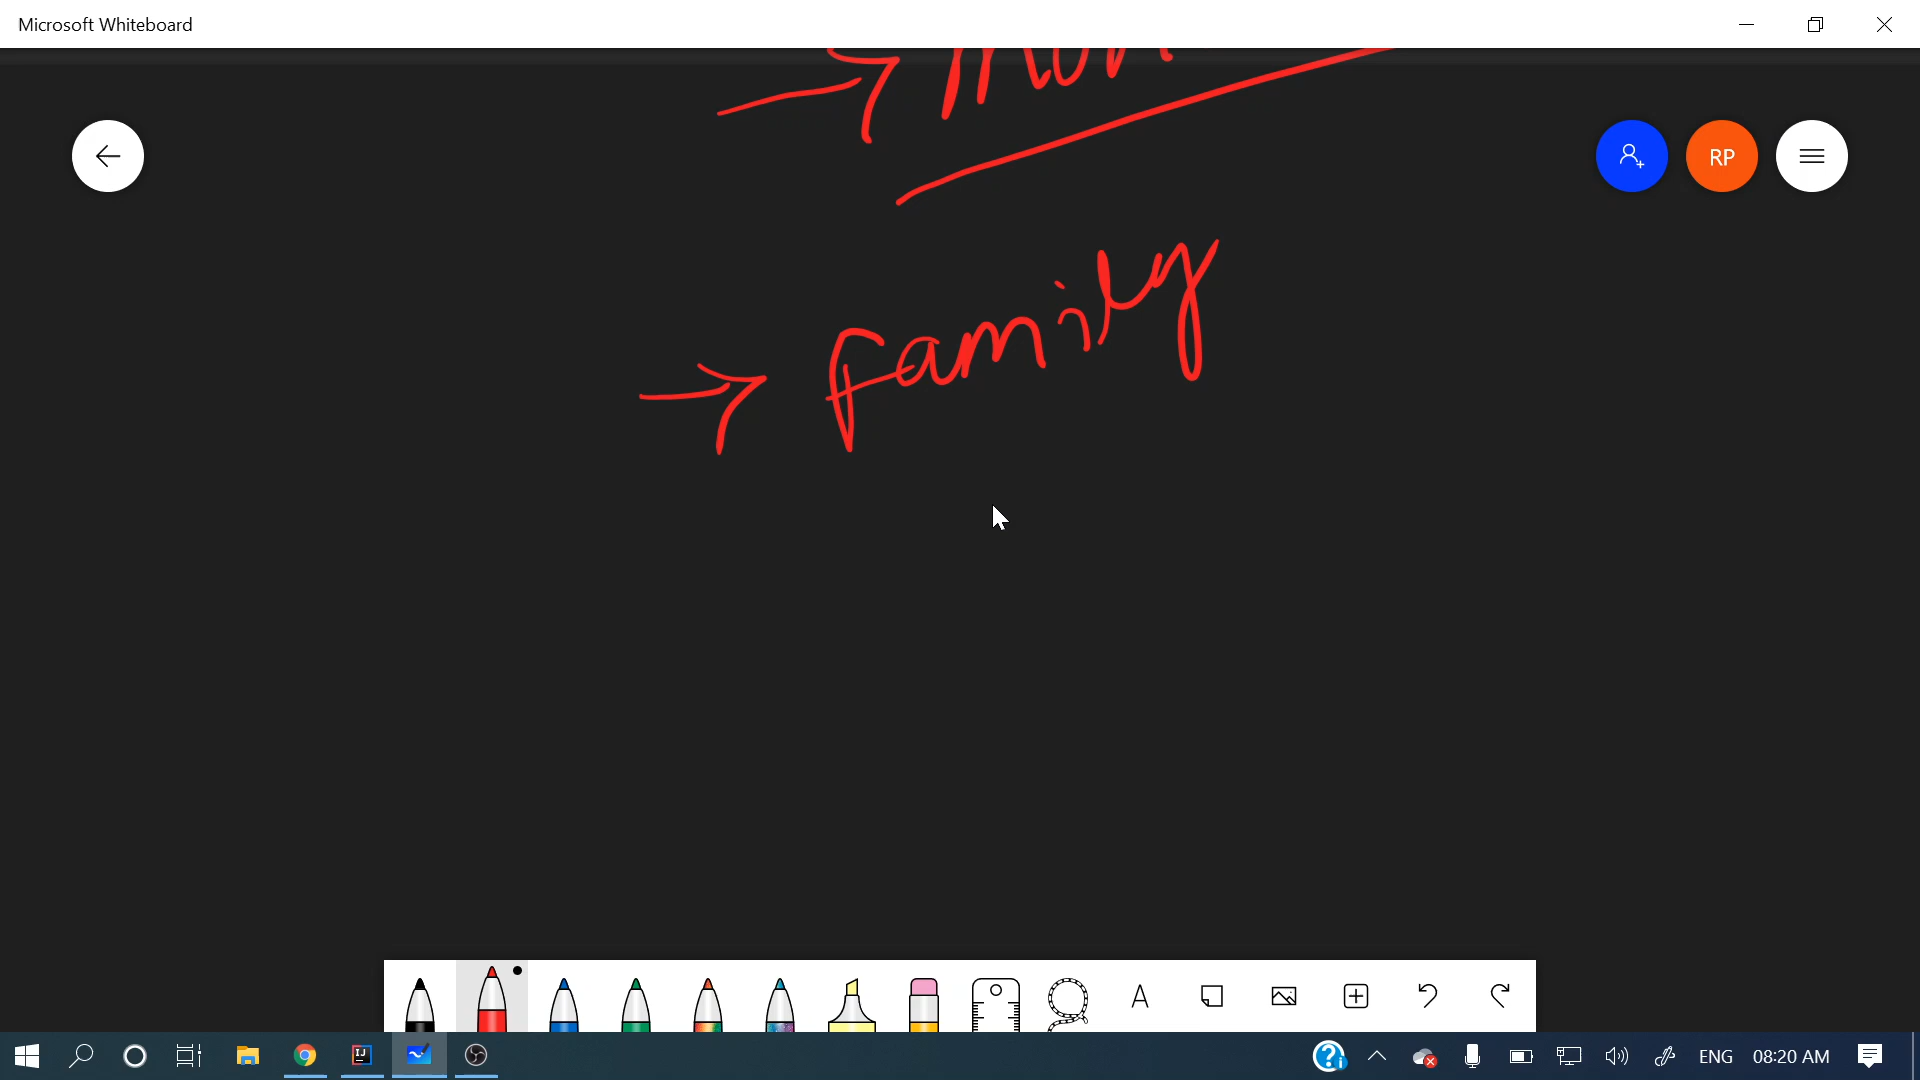 Microsoft Whiteboard
RP
→ family
A
ENG 08:20 AM